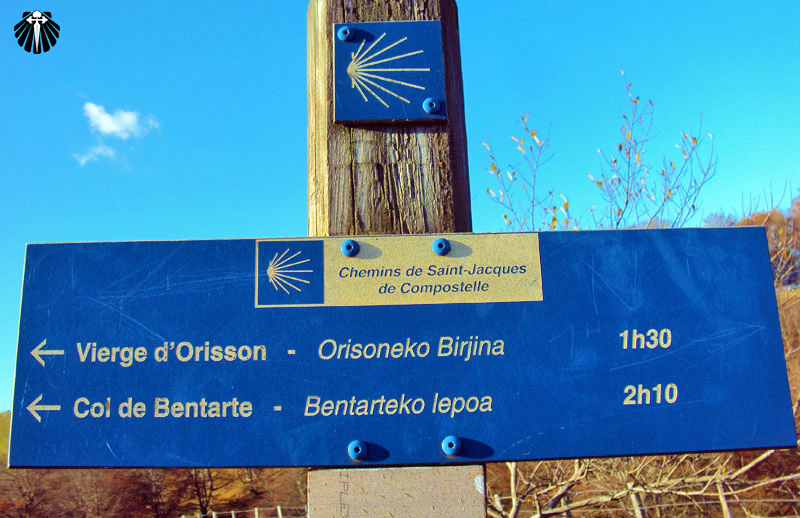 Chemins de Saint-Jacques
de Compostelle
← Vierge d'Orisson - Orisoneko Birjina 1h30
← Col de Bentarte - Bentarteko lepoa 2h10